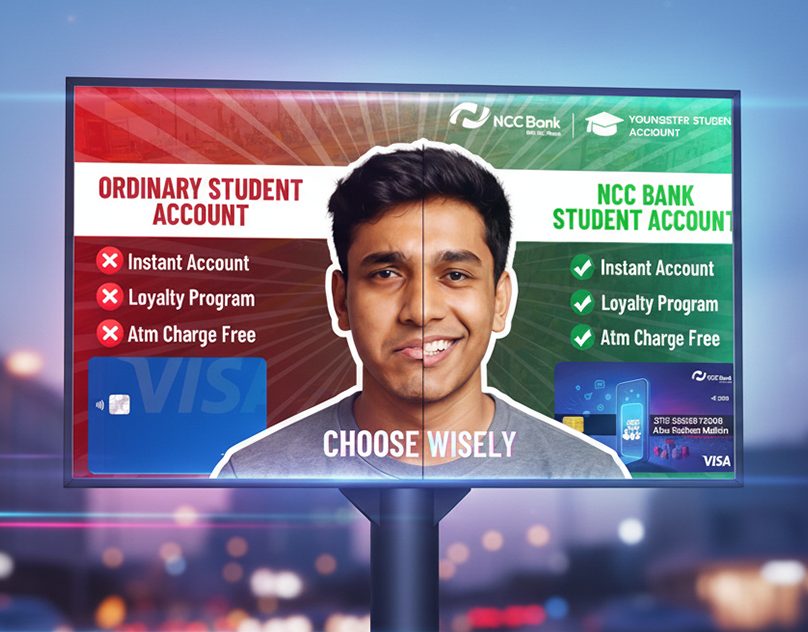 NCC Bank
YOUNGSTER STUDEN
ACCOUNT
ORDINARY STUDENT
ACCOUNT
Instant Account
Loyalty Program
Atm Charge Free
VISA
NCC BANK
STUDENT ACCOUNT
Instant Account
Loyalty Program
Atm Charge Free
VISA
CHOOSE WISELY